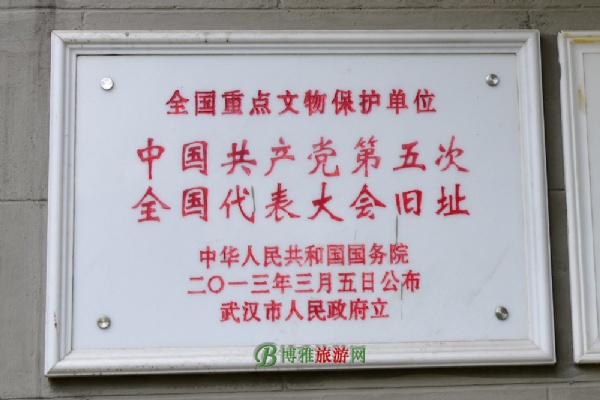 全国重点文物保护单位
中国共产党第五次
全国代表大会旧址
中华人民共和国国务院
二〇一三年三月五日公布
武汉市人民政府立
博雅旅游网